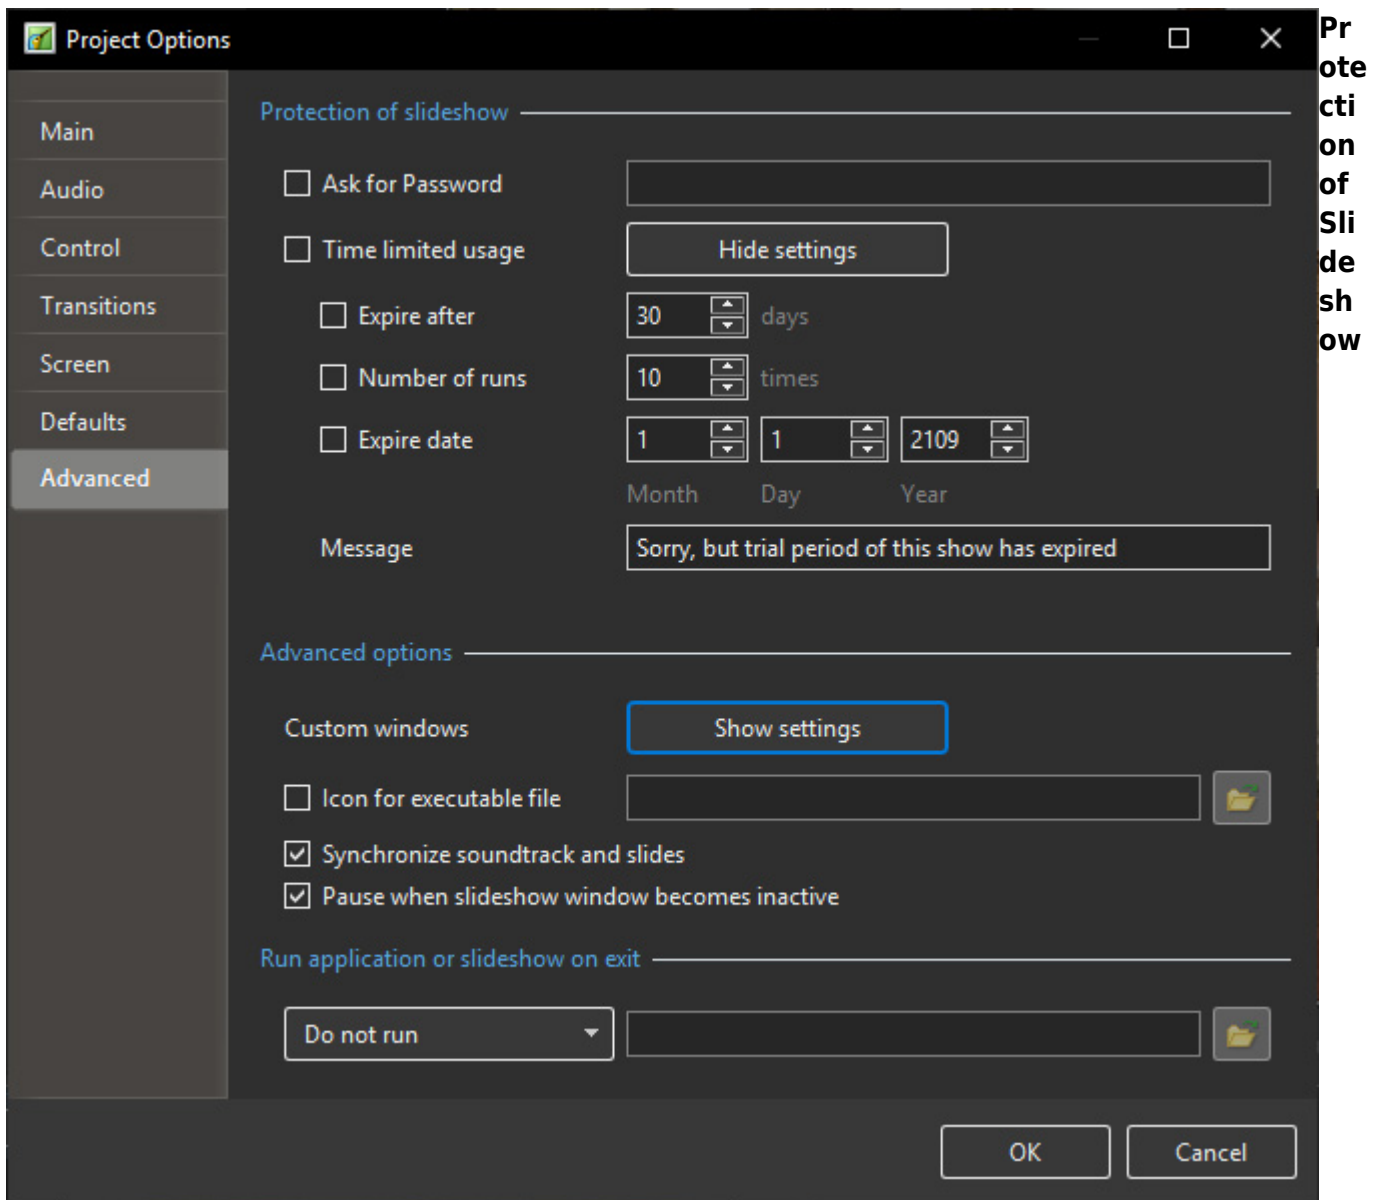 Project Options
Main
Audio
Control
Transitions
Screen
Defaults
Advanced
Protection of slideshow
Ask for Password
Time limited usage
Hide settings
Expire after
30
days
Number of runs
10
times
Expire date
1
1
2109
Month
Day
Year
Message
Sorry, but trial period of this show has expired
Advanced options
Custom windows
Show settings
Icon for executable file
Synchronize soundtrack and slides
Pause when slideshow window becomes inactive
Run application or slideshow on exit
Do not run
OK
Cancel
Pr
ote
cti
on
of
Sli
de
sh
ow